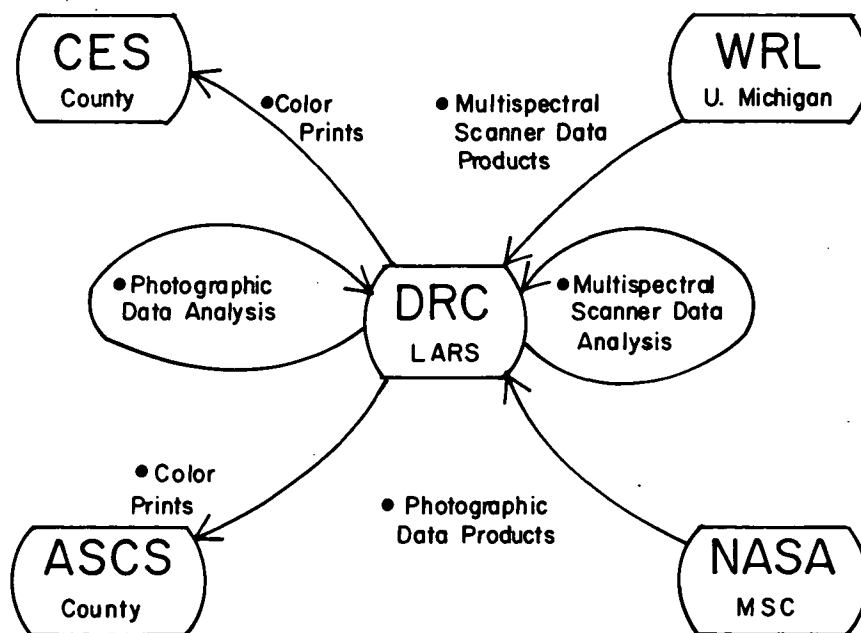 CES
County
WRL
U. Michigan
● Color
Prints
● Multispectral
Scanner Data
Products
● Photographic
Data Analysis
DRC
LARS
● Multispectral
Scanner Data
Analysis
● Color
Prints
● Photographic
Data Products
ASCS
County
NASA
MSC